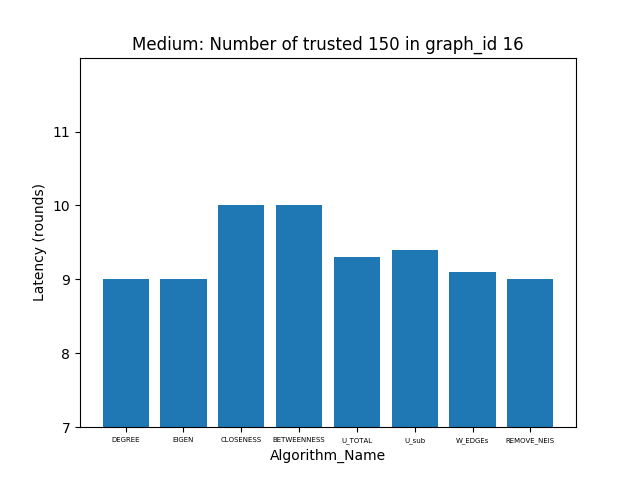 Medium: Number of trusted 150 in graph_id 16
Latency (rounds)
11
10
9
8
7
DEGREE EIGEN CLOSENESS BETWEENNESS U_TOTAL U_sub W_EDGEs REMOVE_NEIS
Algorithm_Name